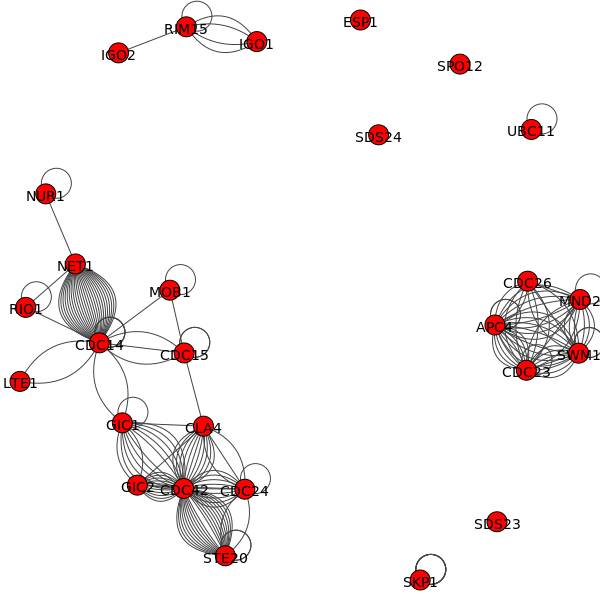 ESP1
RIM15
IGO1
IGO2
SPO12
UBC11
SDS24
NUR1
NET1
CDC26
MOB1
MND2
RIO1
APC4
CDC14
CDC15
SWM1
CDC23
LTE1
GIC1
CLA4
GIC2
CDC42
CDC24
SDS23
STE20
SKP1